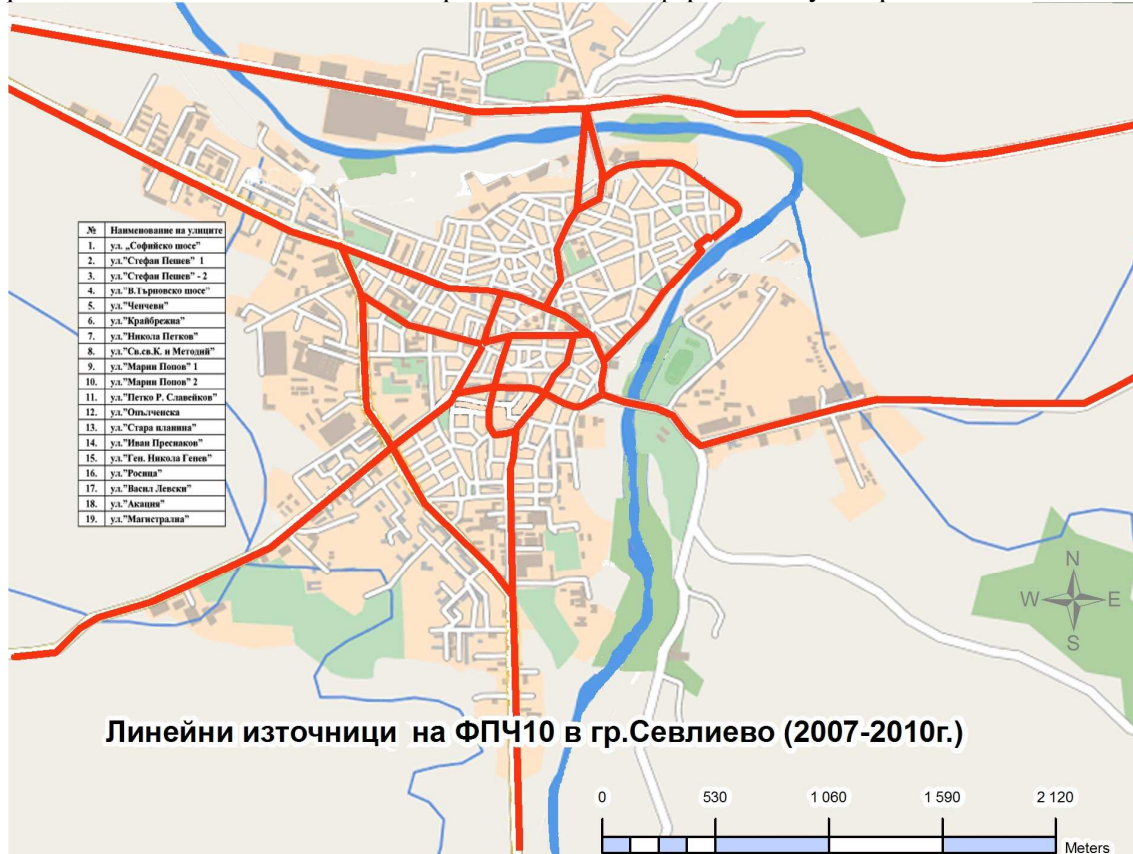 № Наименование на улиците
1. ул. „Софийско шосе”
2. ул."Стефан Пешев" 1
3. ул."Стефан Пешев" - 2
4. ул."В.Търновско шосе"
5. ул."Ченчеви"
6. ул."Крайбрежна"
7. ул."Никола Петков"
8. ул."Св.св.К. и Методий"
9. ул."Марин Попов" 1
10. ул."Марин Попов" 2
11. ул."Петко Р. Славейков"
12. ул."Опълченска
13. ул."Стара планина"
14. ул."Иван Преснаков"
15. ул."Ген. Никола Генев"
16. ул."Росица"
17. ул."Васил Левски"
18. ул."Акация"
19. ул."Магистрална"
N
W E
S
Линейни източници на ФПЧ10 в гр.Севлиево (2007-2010г.)
0 530 1 060 1 590 2 120
Meters